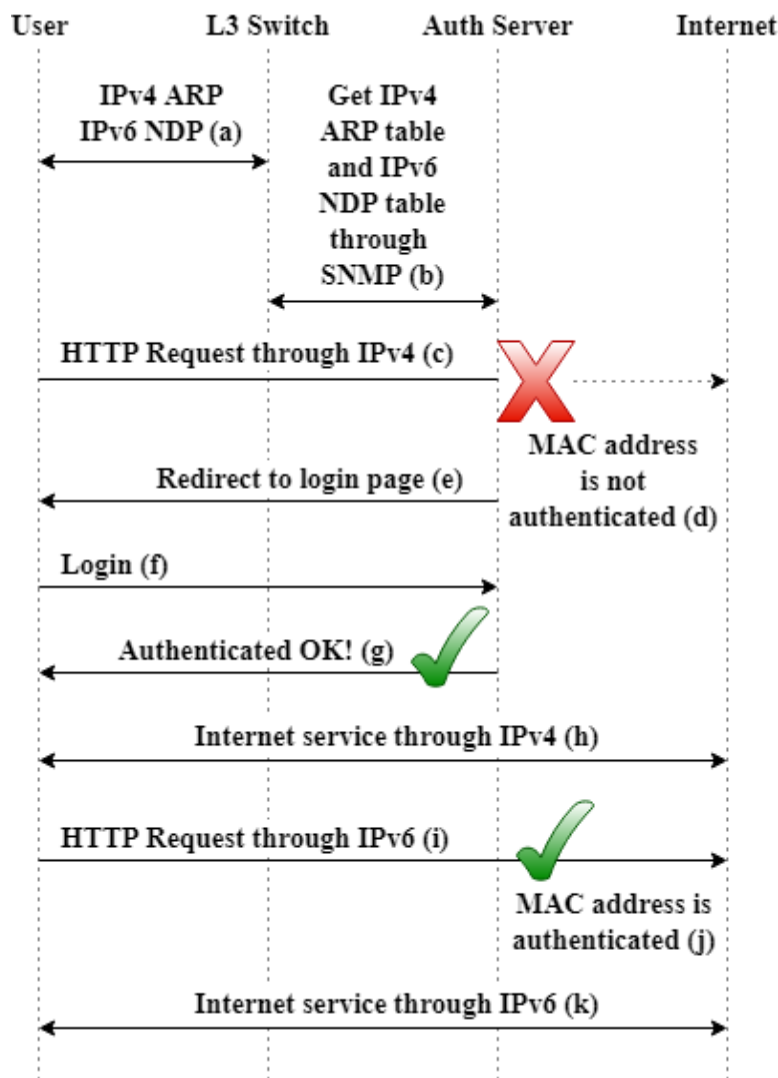 User L3 Switch Auth Server Internet
IPv4 ARP
IPv6 NDP (a)
Get IPv4
ARP table
and IPv6
NDP table
through
SNMP (b)
HTTP Request through IPv4 (c)
MAC address
is not
authenticated (d)
Redirect to login page (e)
Login (f)
Authenticated OK! (g)
Internet service through IPv4 (h)
HTTP Request through IPv6 (i)
MAC address is
authenticated (j)
Internet service through IPv6 (k)